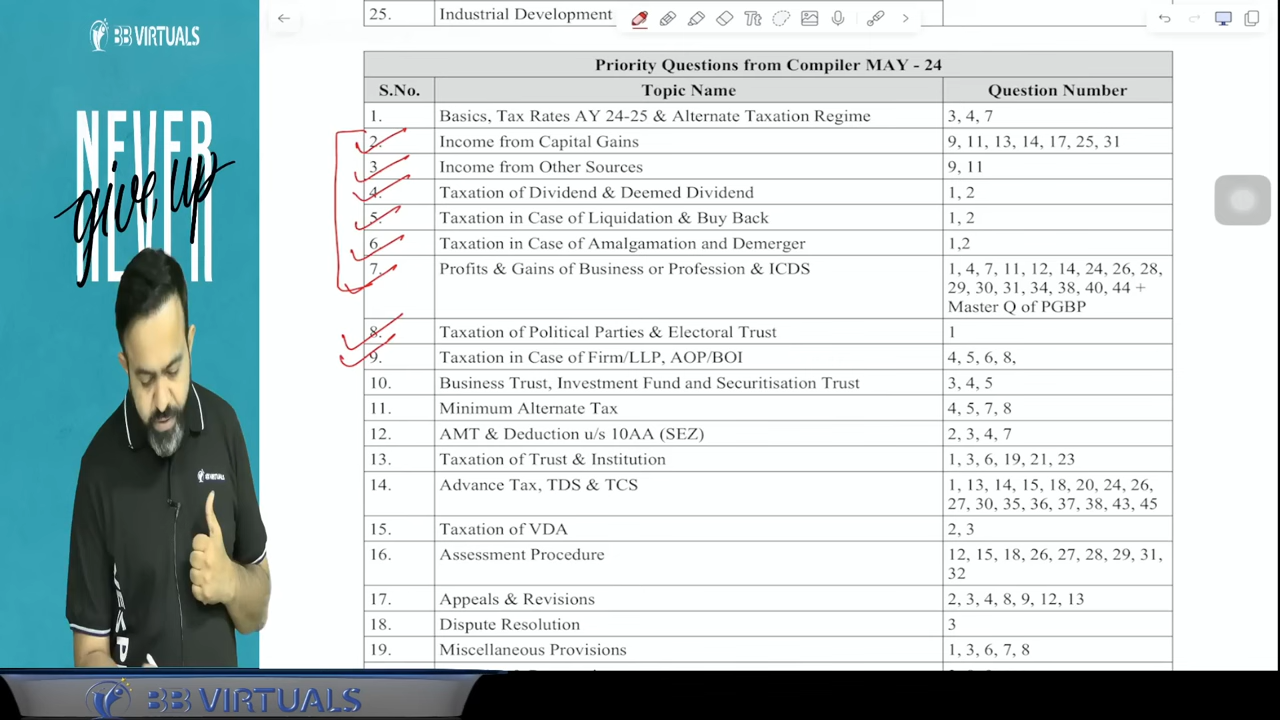 25. Industrial Development
BB VIRTUALS
NEVER
give up
NEVER
Priority Questions from Compiler MAY - 24
S.No. Topic Name Question Number
1. Basics, Tax Rates AY 24-25 & Alternate Taxation Regime 3, 4, 7
2. Income from Capital Gains 9, 11, 13, 14, 17, 25, 31
3 Income from Other Sources 9, 11
4. Taxation of Dividend & Deemed Dividend 1, 2
5. Taxation in Case of Liquidation & Buy Back 1, 2
6 Taxation in Case of Amalgamation and Demerger 1,2
7. Profits & Gains of Business or Profession & ICDS 1, 4, 7, 11, 12, 14, 24, 26, 28,
29, 30, 31, 34, 38, 40, 44 +
Master Q of PGBP
8. Taxation of Political Parties & Electoral Trust 1
9. Taxation in Case of Firm/LLP, AOP/BOI 4, 5, 6, 8,
10. Business Trust, Investment Fund and Securitisation Trust 3, 4, 5
11. Minimum Alternate Tax 4, 5, 7, 8
12. AMT & Deduction u/s 10AA (SEZ) 2, 3, 4, 7
13. Taxation of Trust & Institution 1, 3, 6, 19, 21, 23
14. Advance Tax, TDS & TCS 1, 13, 14, 15, 18, 20, 24, 26,
27, 30, 35, 36, 37, 38, 43, 45
15. Taxation of VDA 2, 3
16. Assessment Procedure 12, 15, 18, 26, 27, 28, 29, 31,
32
17. Appeals & Revisions 2, 3, 4, 8, 9, 12, 13
18. Dispute Resolution 3
19. Miscellaneous Provisions 1, 3, 6, 7, 8
BB VIRTUALS
BB VIRTUALS